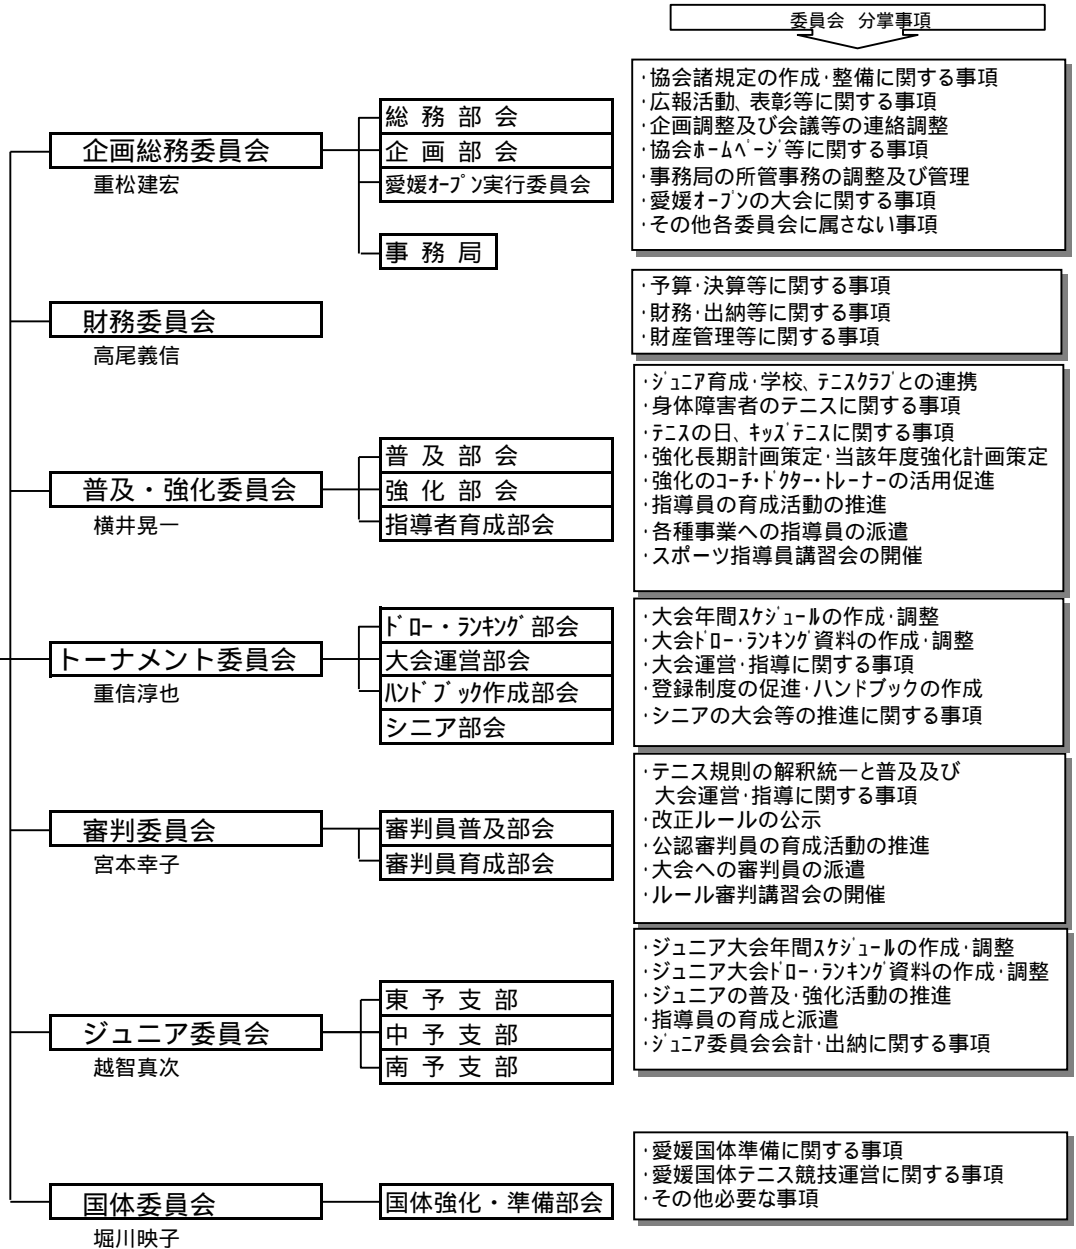 委員会 分掌事項
企画総務委員会
重松建宏
総務部会
企画部会
愛媛ｵｰﾌﾟﾝ実行委員会
事務局
･協会諸規定の作成･整備に関する事項
･広報活動､表彰等に関する事項
･企画調整及び会議等の連絡調整
･協会ﾎｰﾑﾍﾟｰｼﾞ等に関する事項
･事務局の所管事務の調整及び管理
･愛媛ｵｰﾌﾟﾝの大会に関する事項
･その他各委員会に属さない事項
財務委員会
高尾義信
･予算･決算等に関する事項
･財務･出納等に関する事項
･財産管理等に関する事項
普及・強化委員会
横井晃一
普及部会
強化部会
指導者育成部会
･ｼﾞｭﾆｱ育成･学校､ﾃﾆｽｸﾗﾌﾞとの連携
･身体障害者のテニスに関する事項
･ﾃﾆｽの日､ｷｯｽﾞﾃﾆｽに関する事項
･強化長期計画策定･当該年度強化計画策定
･強化のｺｰﾁ･ﾄﾞｸﾀｰ･ﾄﾚｰﾅｰの活用促進
･指導員の育成活動の推進
･各種事業への指導員の派遣
･スポーツ指導員講習会の開催
トーナメント委員会
重信淳也
ﾄﾞﾛｰ・ﾗﾝｷﾝｸﾞ部会
大会運営部会
ﾊﾝﾄﾞﾌﾞｯｸ作成部会
シニア部会
･大会年間ｽｹｼﾞｭｰﾙの作成･調整
･大会ﾄﾞﾛｰ･ﾗﾝｷﾝｸﾞ資料の作成･調整
･大会運営･指導に関する事項
･登録制度の促進･ハンドブックの作成
･シニアの大会等の推進に関する事項
審判委員会
宮本幸子
審判員普及部会
審判員育成部会
･テニス規則の解釈統一と普及及び
大会運営･指導に関する事項
･改正ルールの公示
･公認審判員の育成活動の推進
･大会への審判員の派遣
･ルール審判講習会の開催
ジュニア委員会
越智真次
東予支部
中予支部
南予支部
･ジュニア大会年間ｽｹｼﾞｭｰﾙの作成･調整
･ジュニア大会ﾄﾞﾛｰ･ﾗﾝｷﾝｸﾞ資料の作成･調整
･ジュニアの普及･強化活動の推進
･指導員の育成と派遣
･ｼﾞｭﾆｱ委員会会計･出納に関する事項
国体委員会
堀川映子
国体強化・準備部会
･愛媛国体準備に関する事項
･愛媛国体テニス競技運営に関する事項
･その他必要な事項